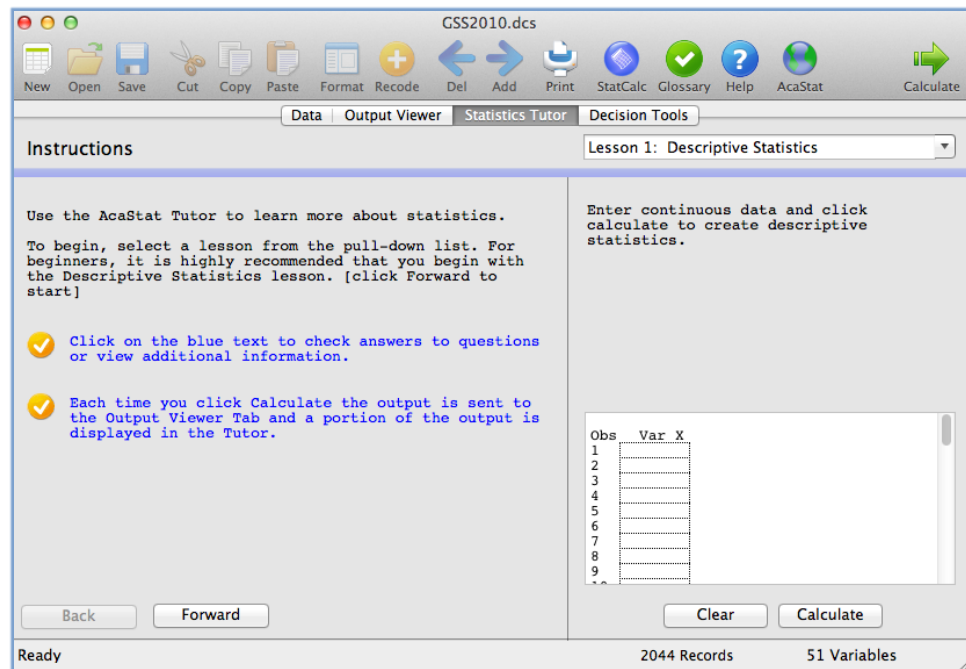 GSS2010.dcs
New Open Save Cut Copy Paste Format Recode Del Add Print StatCalc Glossary Help AcaStat Calculate
Data Output Viewer Statistics Tutor Decision Tools
Instructions
Lesson 1: Descriptive Statistics
Use the AcaStat Tutor to learn more about statistics.
To begin, select a lesson from the pull-down list. For
beginners, it is highly recommended that you begin with
the Descriptive Statistics lesson. [click Forward to
start]
Click on the blue text to check answers to questions
or view additional information.
Each time you click Calculate the output is sent to
the Output Viewer Tab and a portion of the output is
displayed in the Tutor.
Back Forward
Enter continuous data and click
calculate to create descriptive
statistics.
Obs Var X
1
2
3
4
5
6
7
8
9
Clear Calculate
Ready 2044 Records 51 Variables